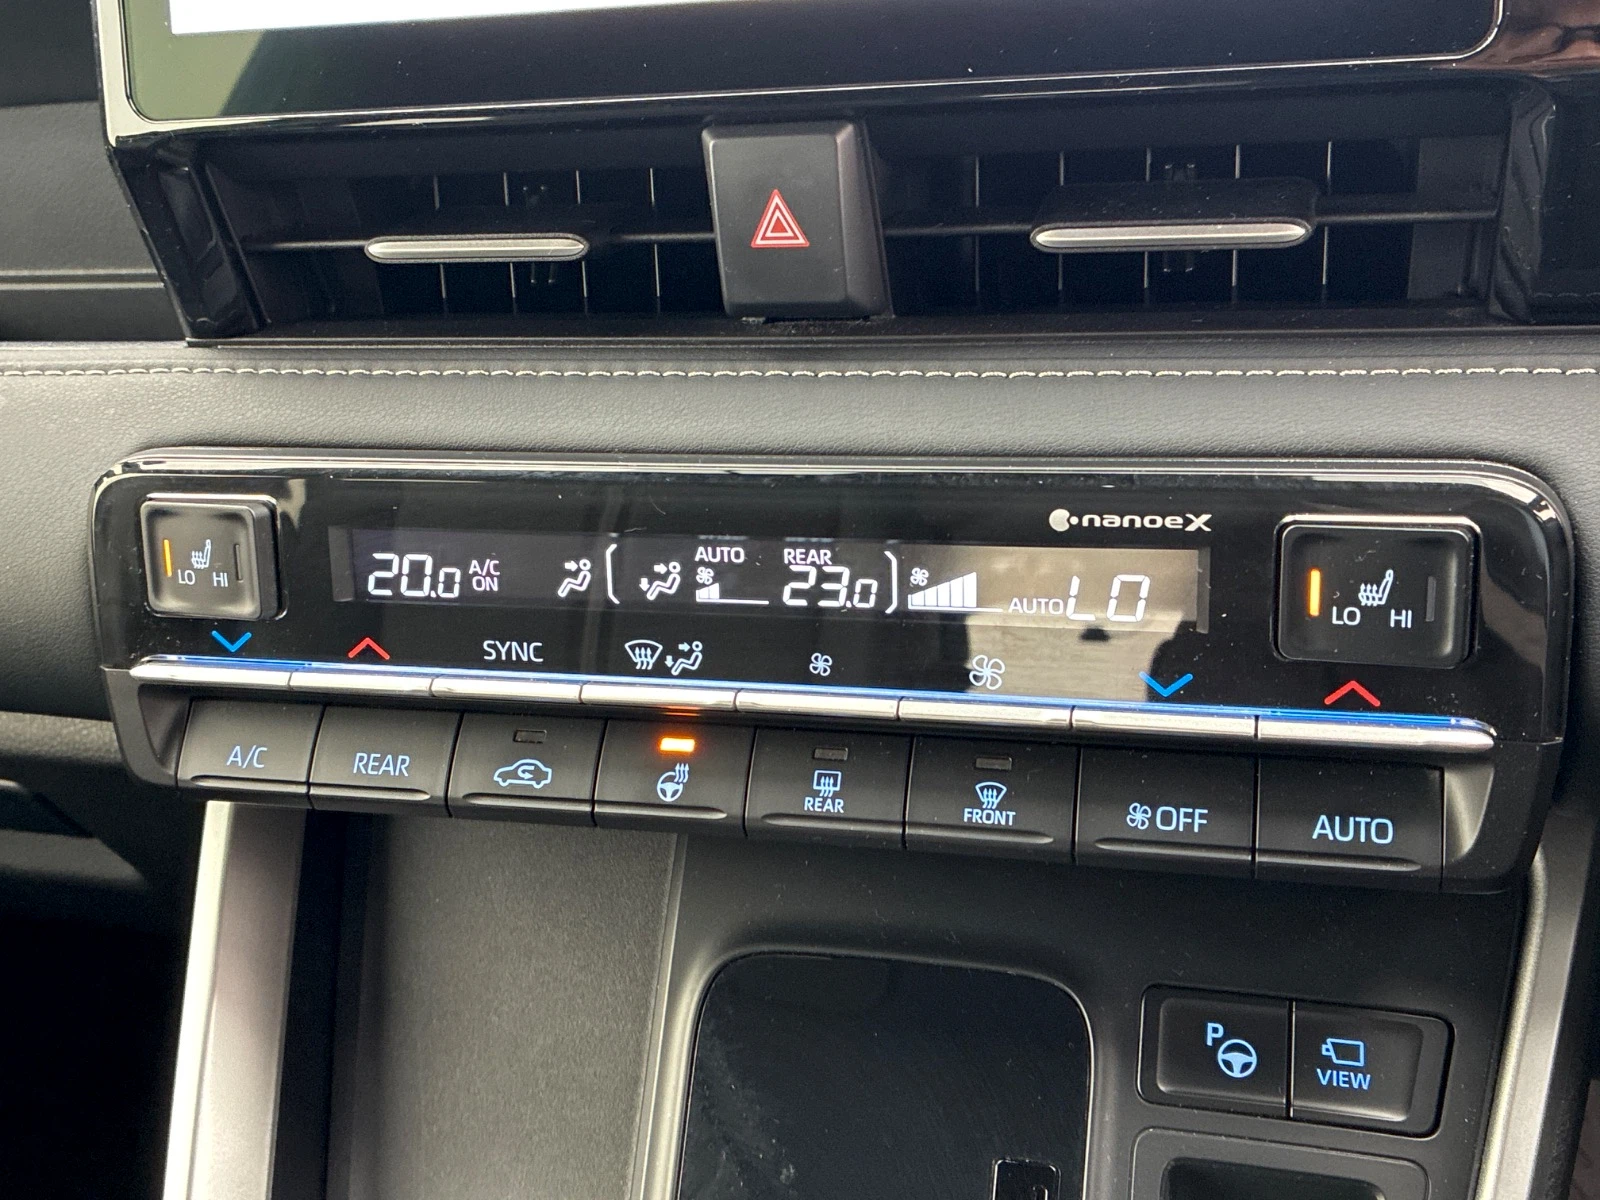 nanoeX
LO HI
20.0 A/C ON
AUTO
REAR
23.0
AUTO LO
LO HI
SYNC
A/C
REAR
REAR
FRONT
OFF
AUTO
P
VIEW